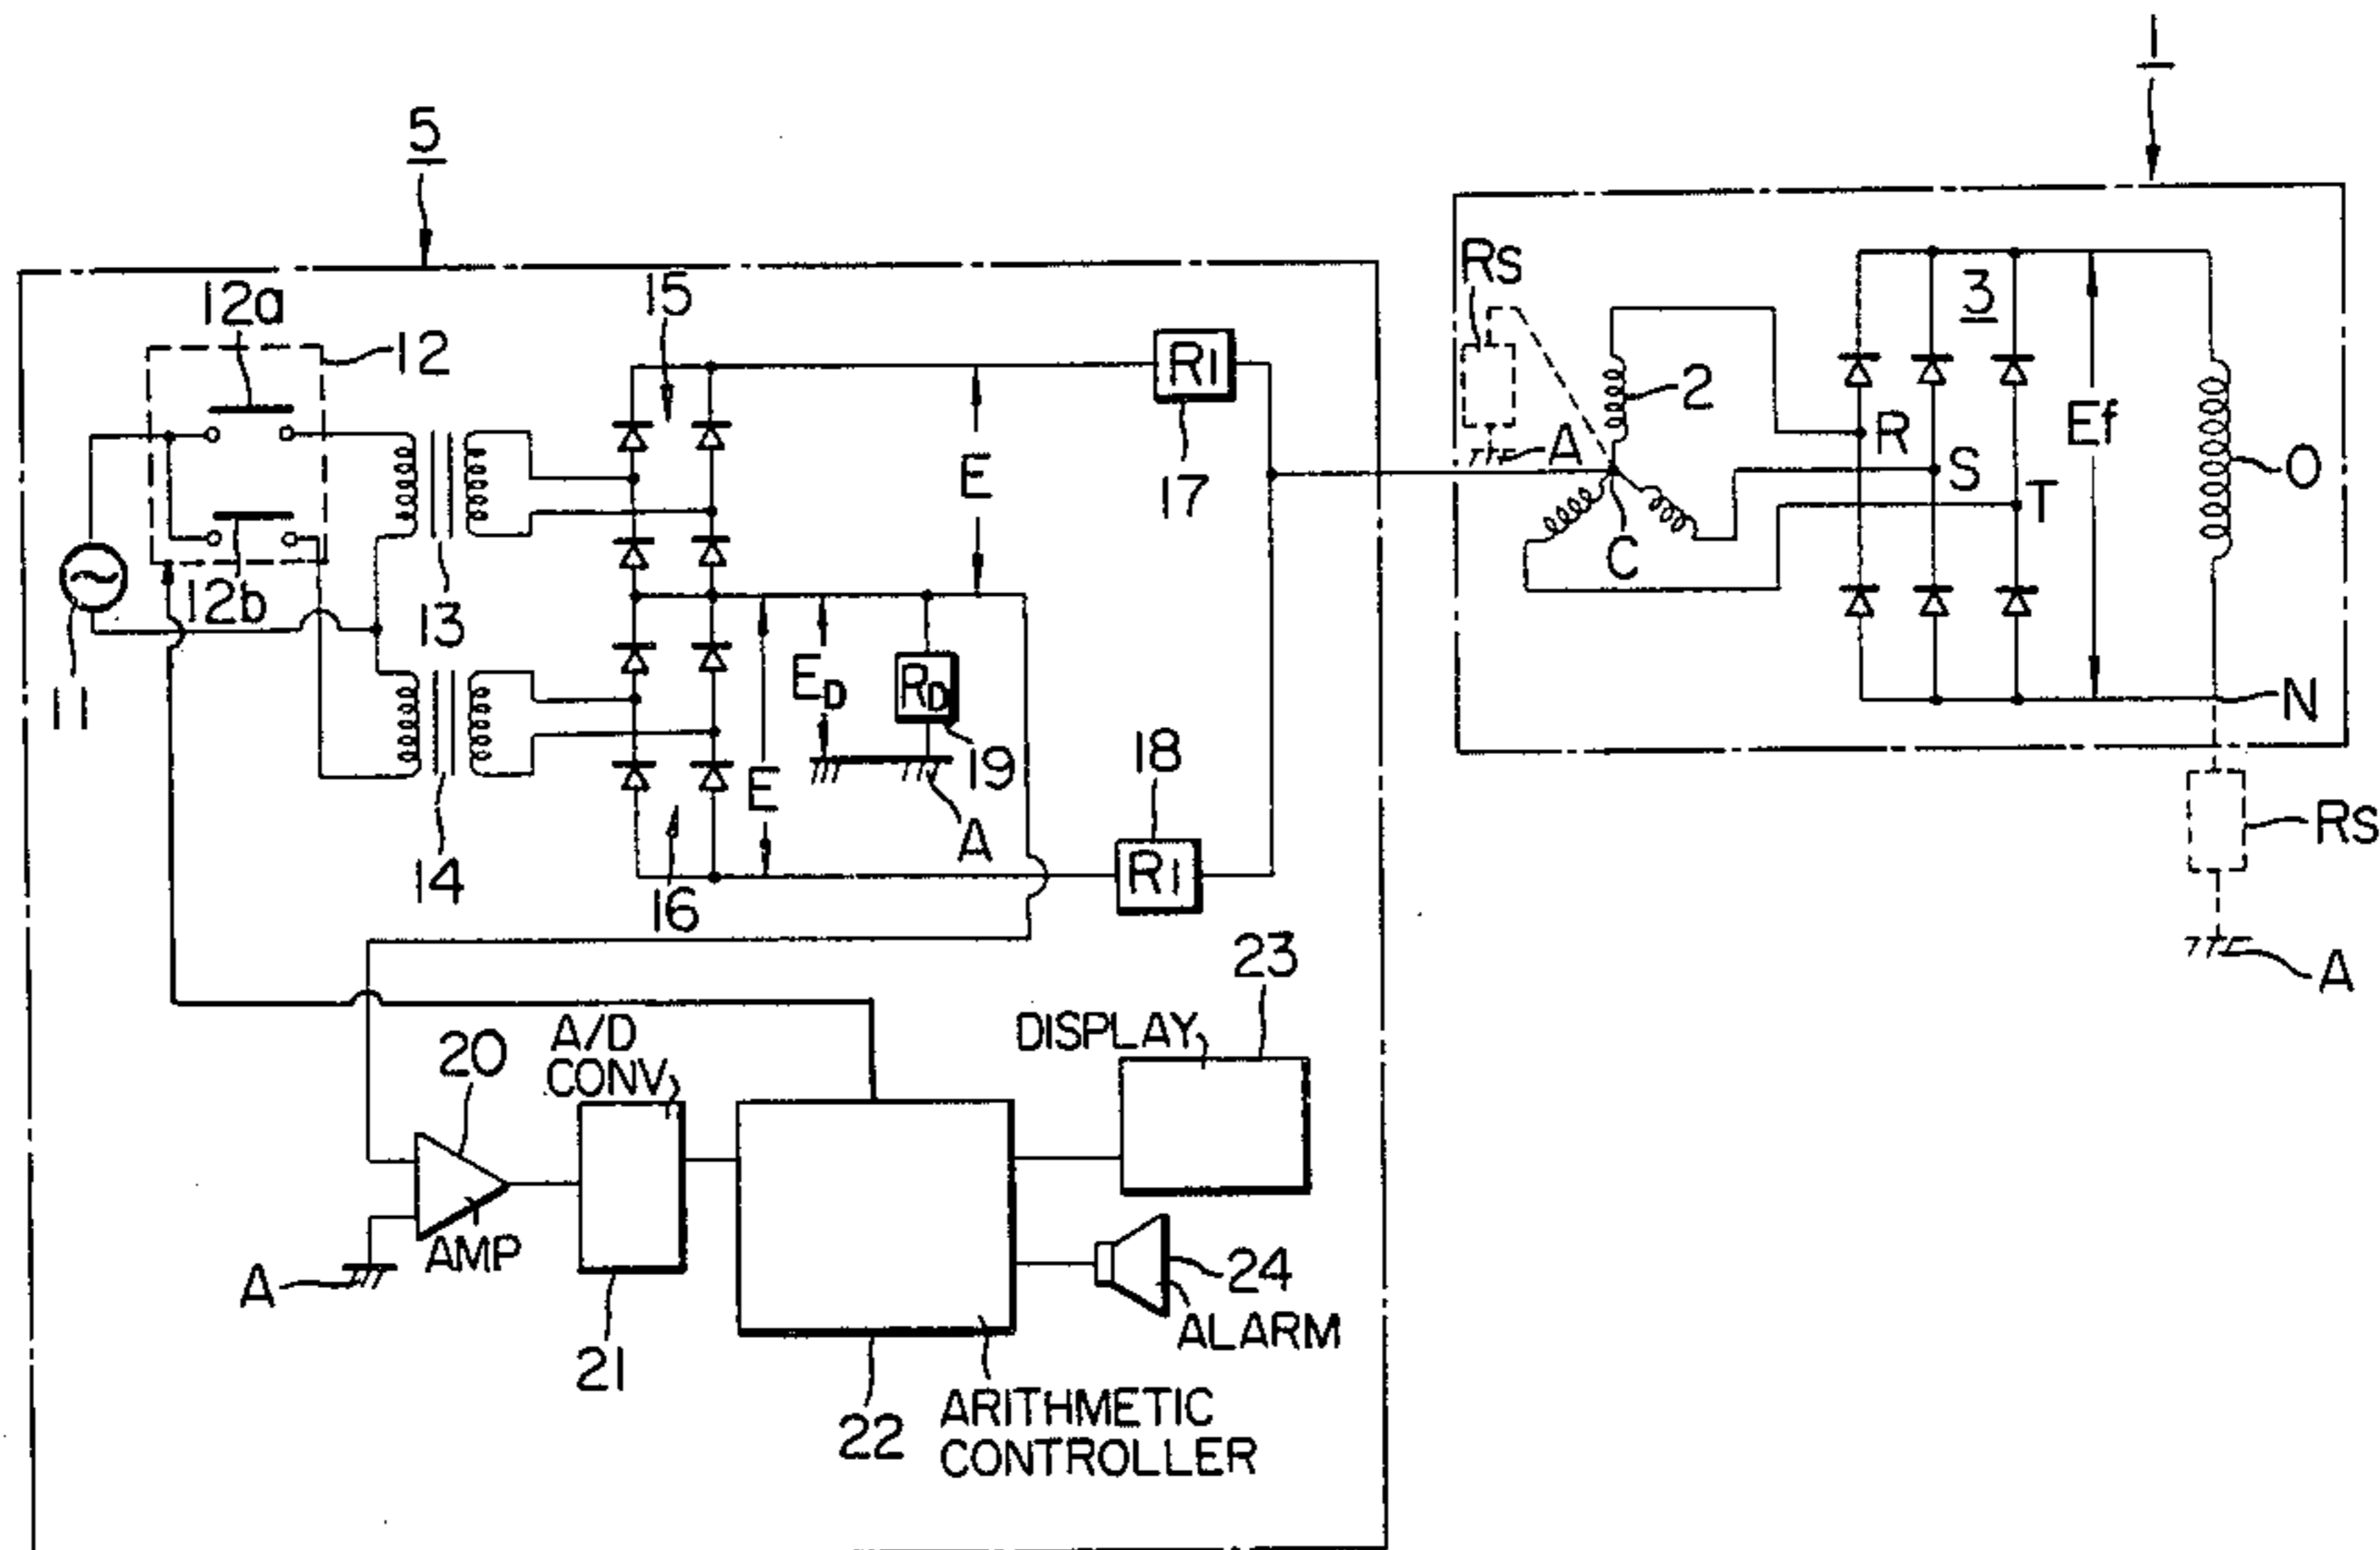 1
5
12a
12
15
R1
17
Rs
A
2
3
R
S
T
Ef
O
C
N
E
12b
13
11
ED
RD
19
A
E
18
R1
14
16
Rs
A
23
DISPLAY
20
A/D
CONV
AMP
A
21
22
24
ALARM
ARITHMETIC
CONTROLLER